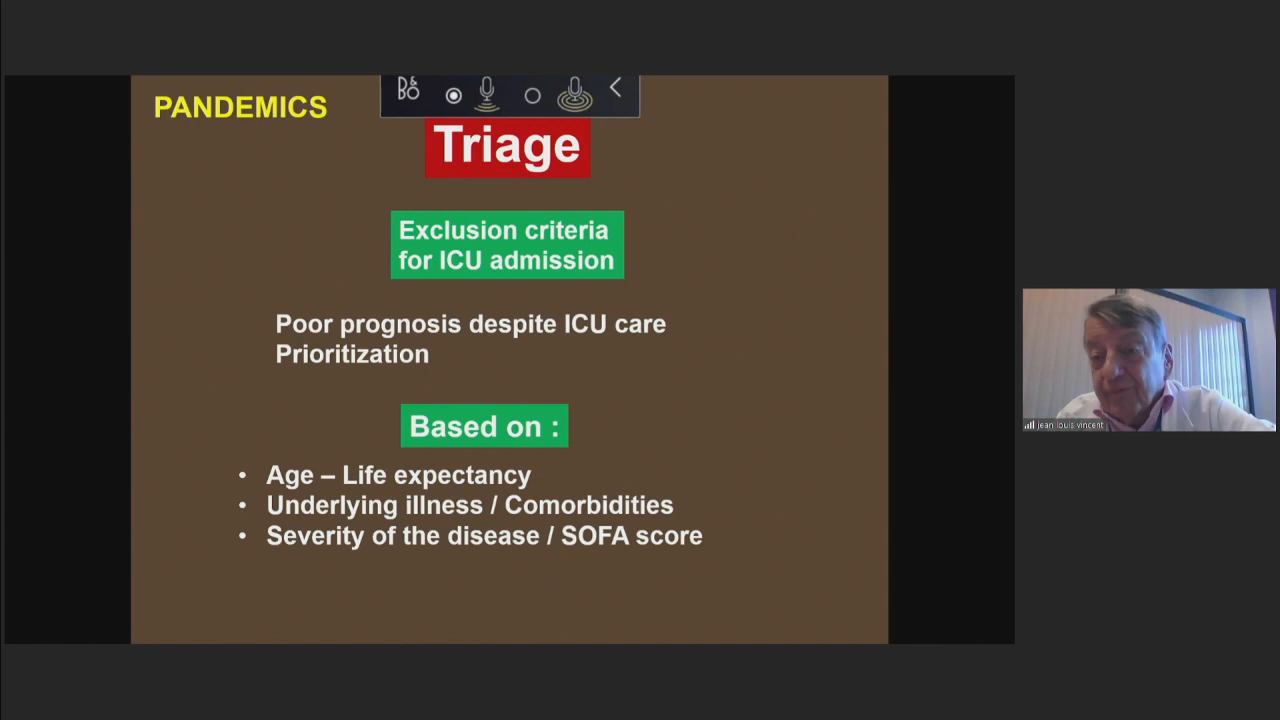 PANDEMICS
B&O
Triage
Exclusion criteria
for ICU admission
Poor prognosis despite ICU care
Prioritization
Based on :
• Age – Life expectancy
• Underlying illness / Comorbidities
• Severity of the disease / SOFA score
jean louis vincent